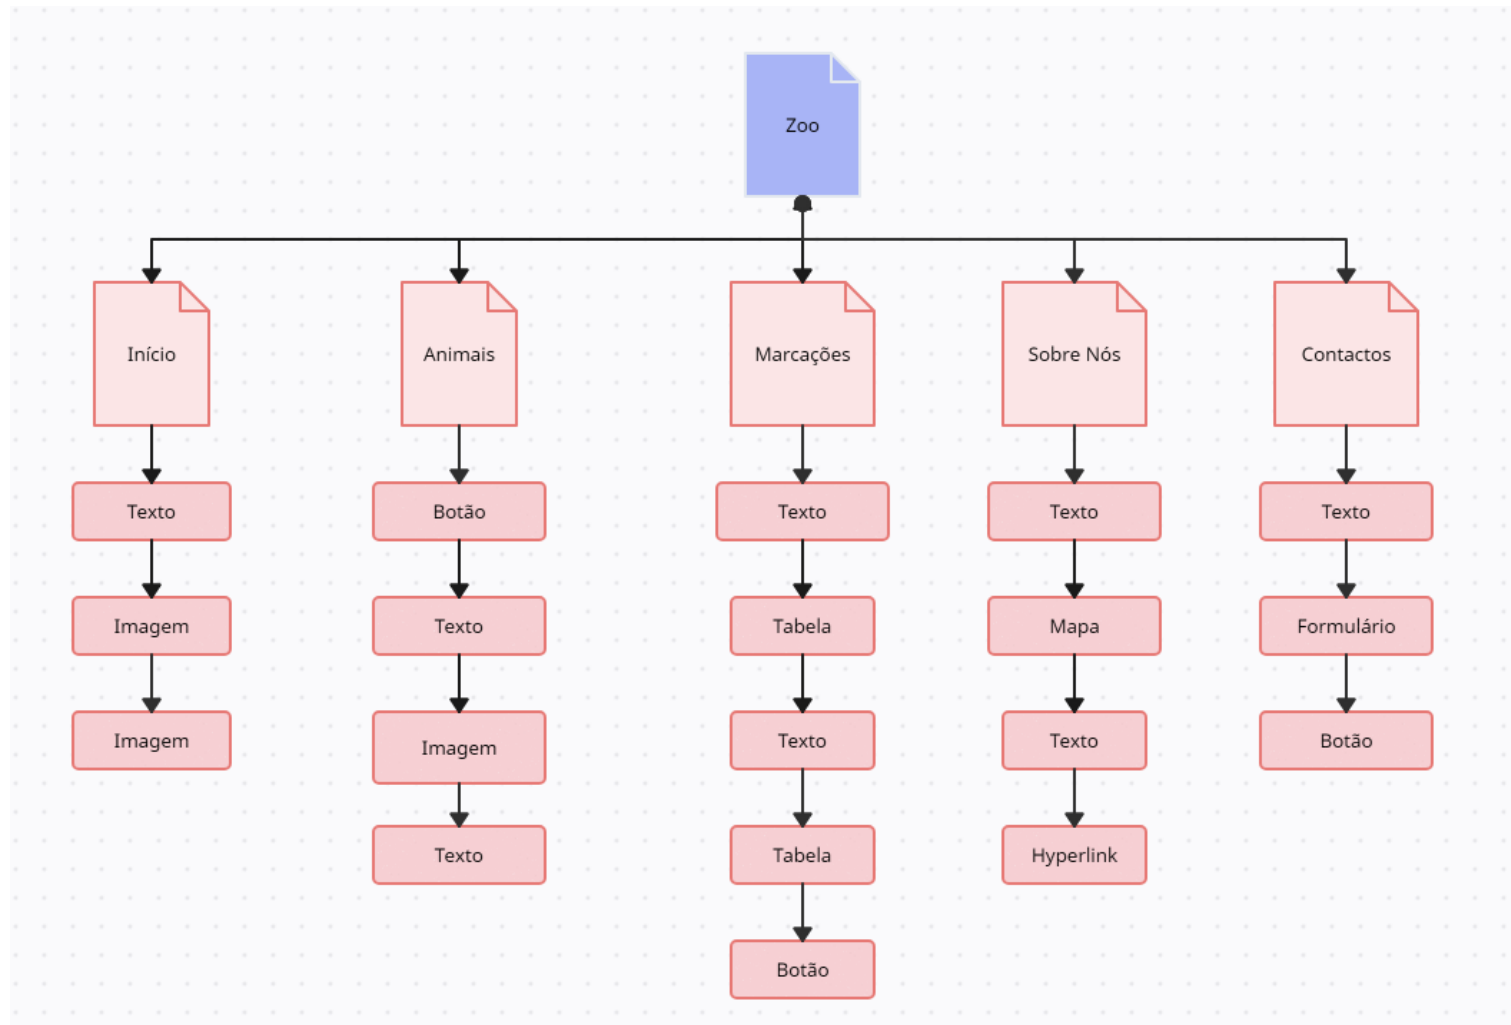 Zoo
Início
Animais
Marcações
Sobre Nós
Contactos
Texto
Botão
Texto
Texto
Texto
Imagem
Texto
Tabela
Mapa
Formulário
Imagem
Imagem
Texto
Texto
Botão
Texto
Tabela
Hyperlink
Botão